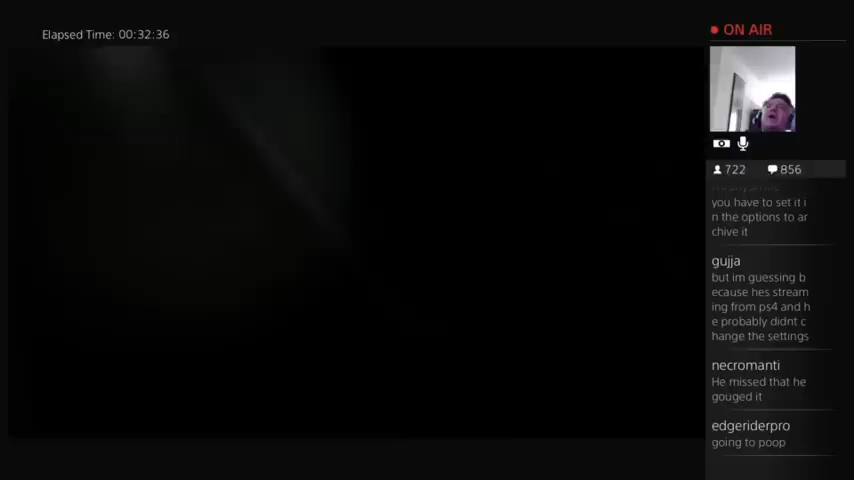 Elapsed Time: 00:32:36
ON AIR
722 856
you have to set it i
n the options to ar
chive it
gujja
but im guessing b
ecause hes stream
ing from ps4 and h
e probably didnt c
hange the settings
necromanti
He missed that he
gouged it
edgeriderpro
going to poop